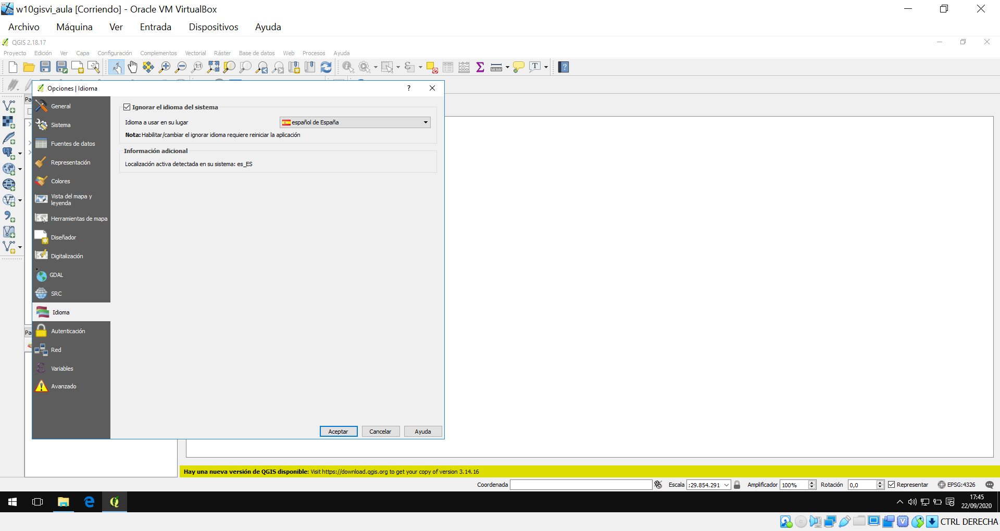 w10gisvi_aula [Corriendo] - Oracle VM VirtualBox
Archivo Máquina Ver Entrada Dispositivos Ayuda
QGIS 2.18.17
Proyecto Edición Ver Capa Configuración Complementos Vectorial Ráster Base de datos Web Procesos Ayuda
Opciones | Idioma
General
Sistema
Fuentes de datos
Representación
Colores
Vista del mapa y
leyenda
Herramientas de mapa
Diseñador
Digitalización
GDAL
SRC
Idioma
Autenticación
Red
Variables
Avanzado
Ignorar el idioma del sistema
Idioma a usar en su lugar español de España
Nota: Habilitar/cambiar el ignorar idioma requiere reiniciar la aplicación
Información adicional
Localización activa detectada en su sistema: es_ES
Aceptar Cancelar Ayuda
Pa
Pa
Hay una nueva versión de QGIS disponible: Visit https://download.qgis.org to get your copy of version 3.14.16
Coordenada Escala :29.854.291 Amplificador 100% Rotación 0,0 Representar EPSG:4326
17:45
22/09/2020
CTRL DERECHA